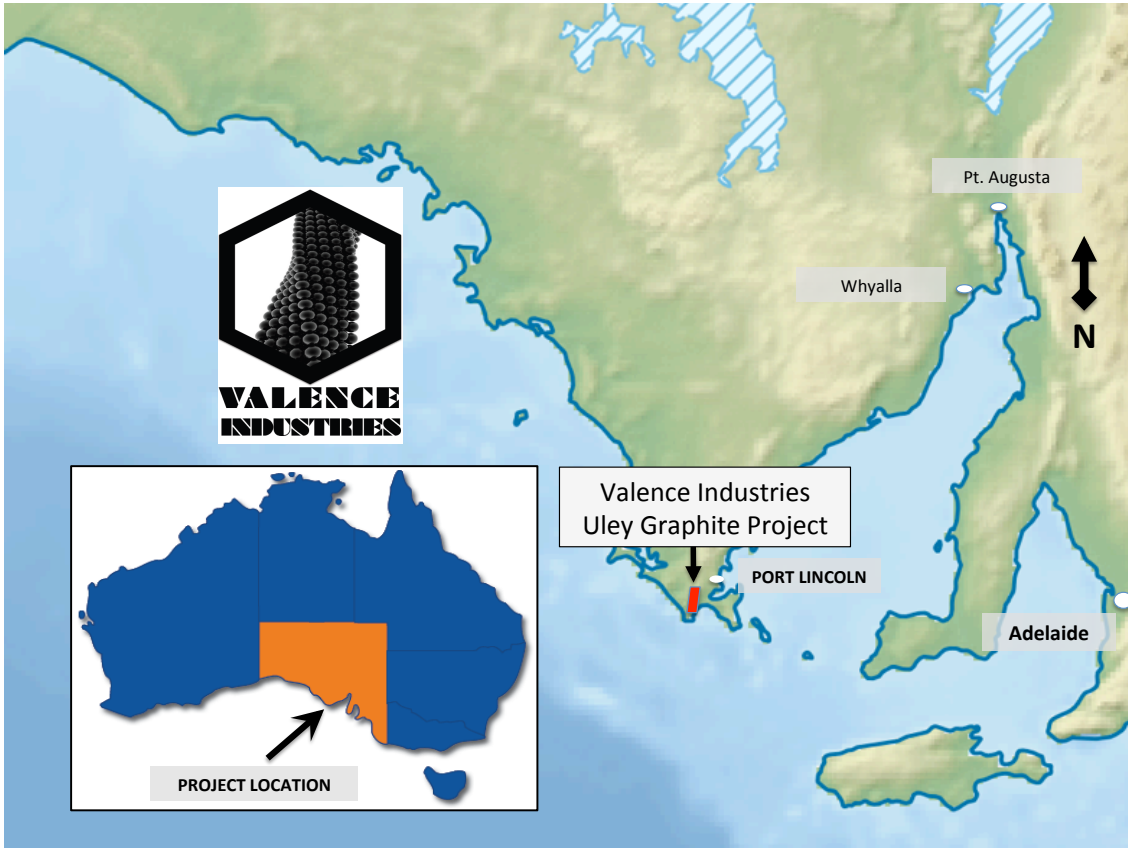 Pt. Augusta
Whyalla
N
VALENCE
INDUSTRIES
Valence Industries
Uley Graphite Project
PORT LINCOLN
Adelaide
PROJECT LOCATION